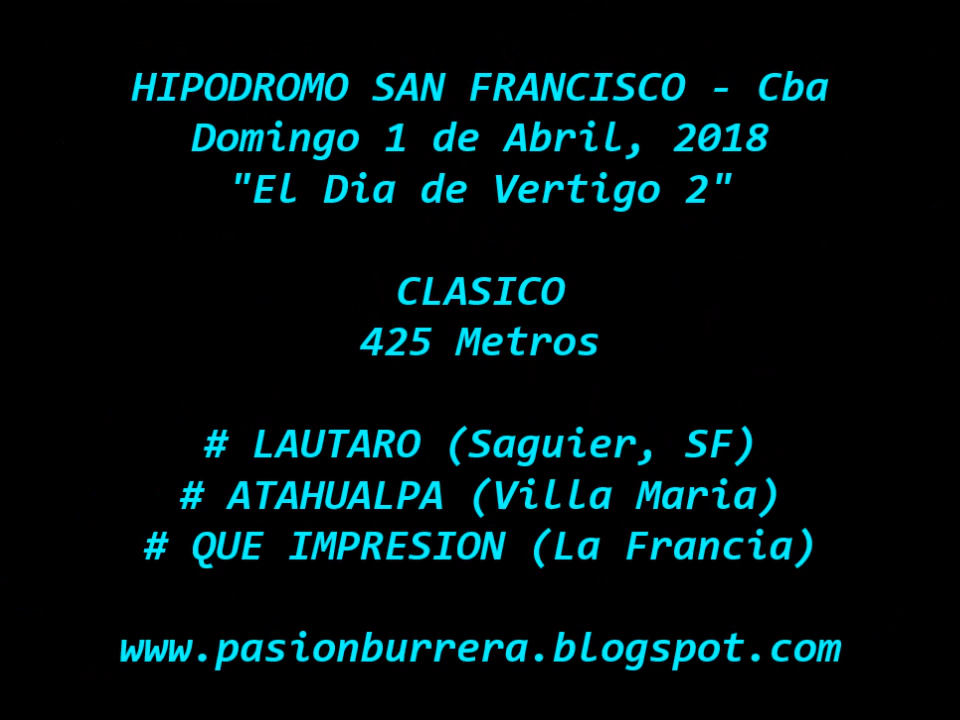 HIPODROMO SAN FRANCISCO - Cba
Domingo 1 de Abril, 2018
"El Dia de Vertigo 2"
CLASICO
425 Metros
# LAUTARO (Saguier, SF)
# ATAHUALPA (Villa Maria)
# QUE IMPRESION (La Francia)
www.pasionburrera.blogspot.com